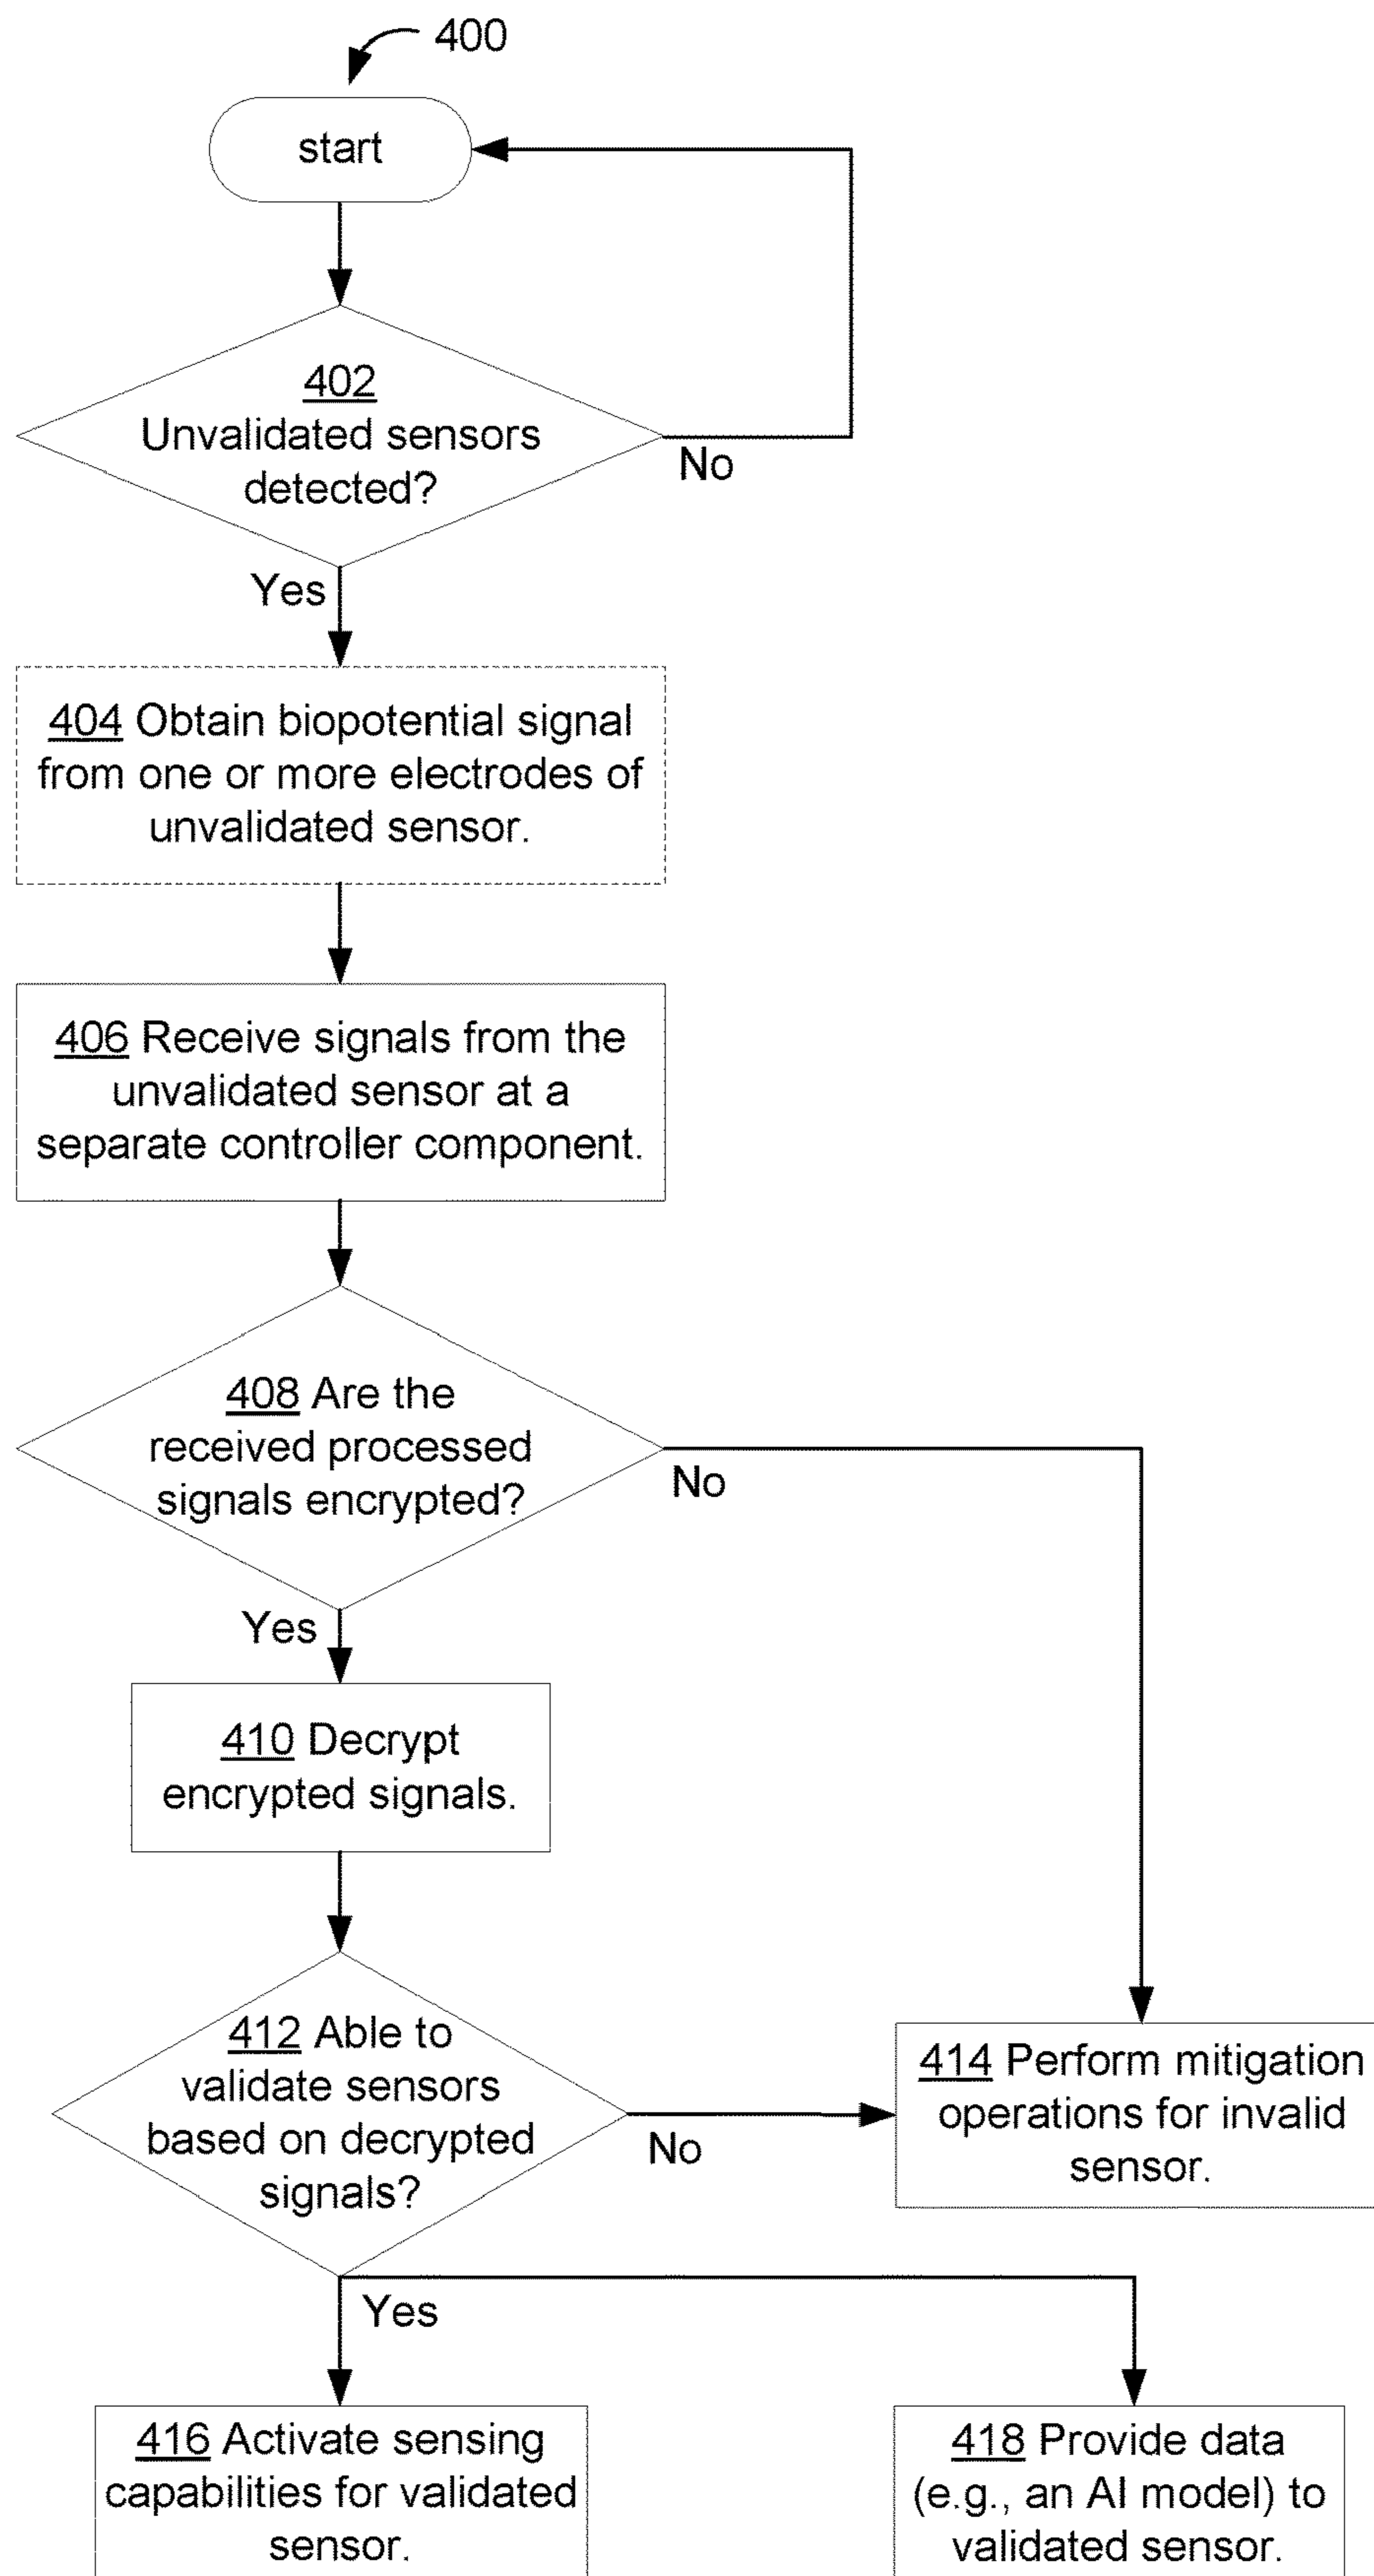 400
start
402
Unvalidated sensors
detected?
No
Yes
404 Obtain biopotential signal
from one or more electrodes of
unvalidated sensor.
406 Receive signals from the
unvalidated sensor at a
separate controller component.
408 Are the
received processed
signals encrypted?
No
Yes
410 Decrypt
encrypted signals.
412 Able to
validate sensors
based on decrypted
signals?
No
414 Perform mitigation
operations for invalid
sensor.
Yes
416 Activate sensing
capabilities for validated
sensor.
418 Provide data
(e.g., an AI model) to
validated sensor.